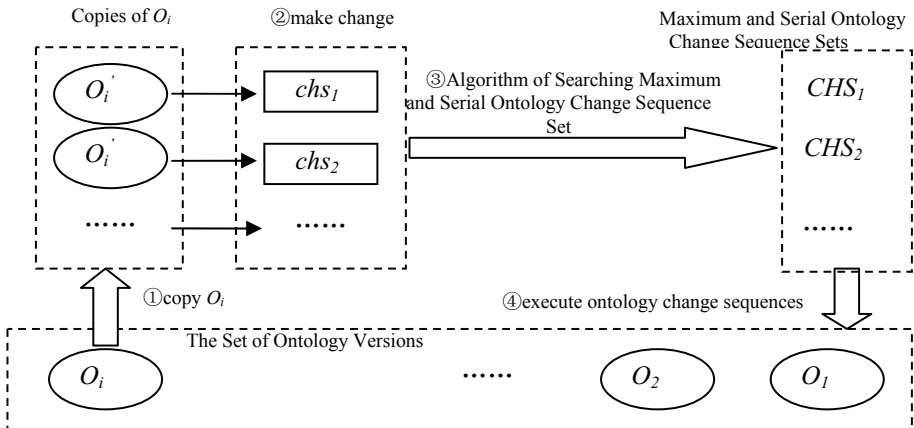 Copies of Oi
②make change
Maximum and Serial Ontology
Change Sequence Sets
Oi'
chs1
③Algorithm of Searching Maximum
and Serial Ontology Change Sequence
Set
CHS1
Oi'
chs2
CHS2
......
......
......
①copy Oi
④execute ontology change sequences
The Set of Ontology Versions
Oi
......
O2
O1